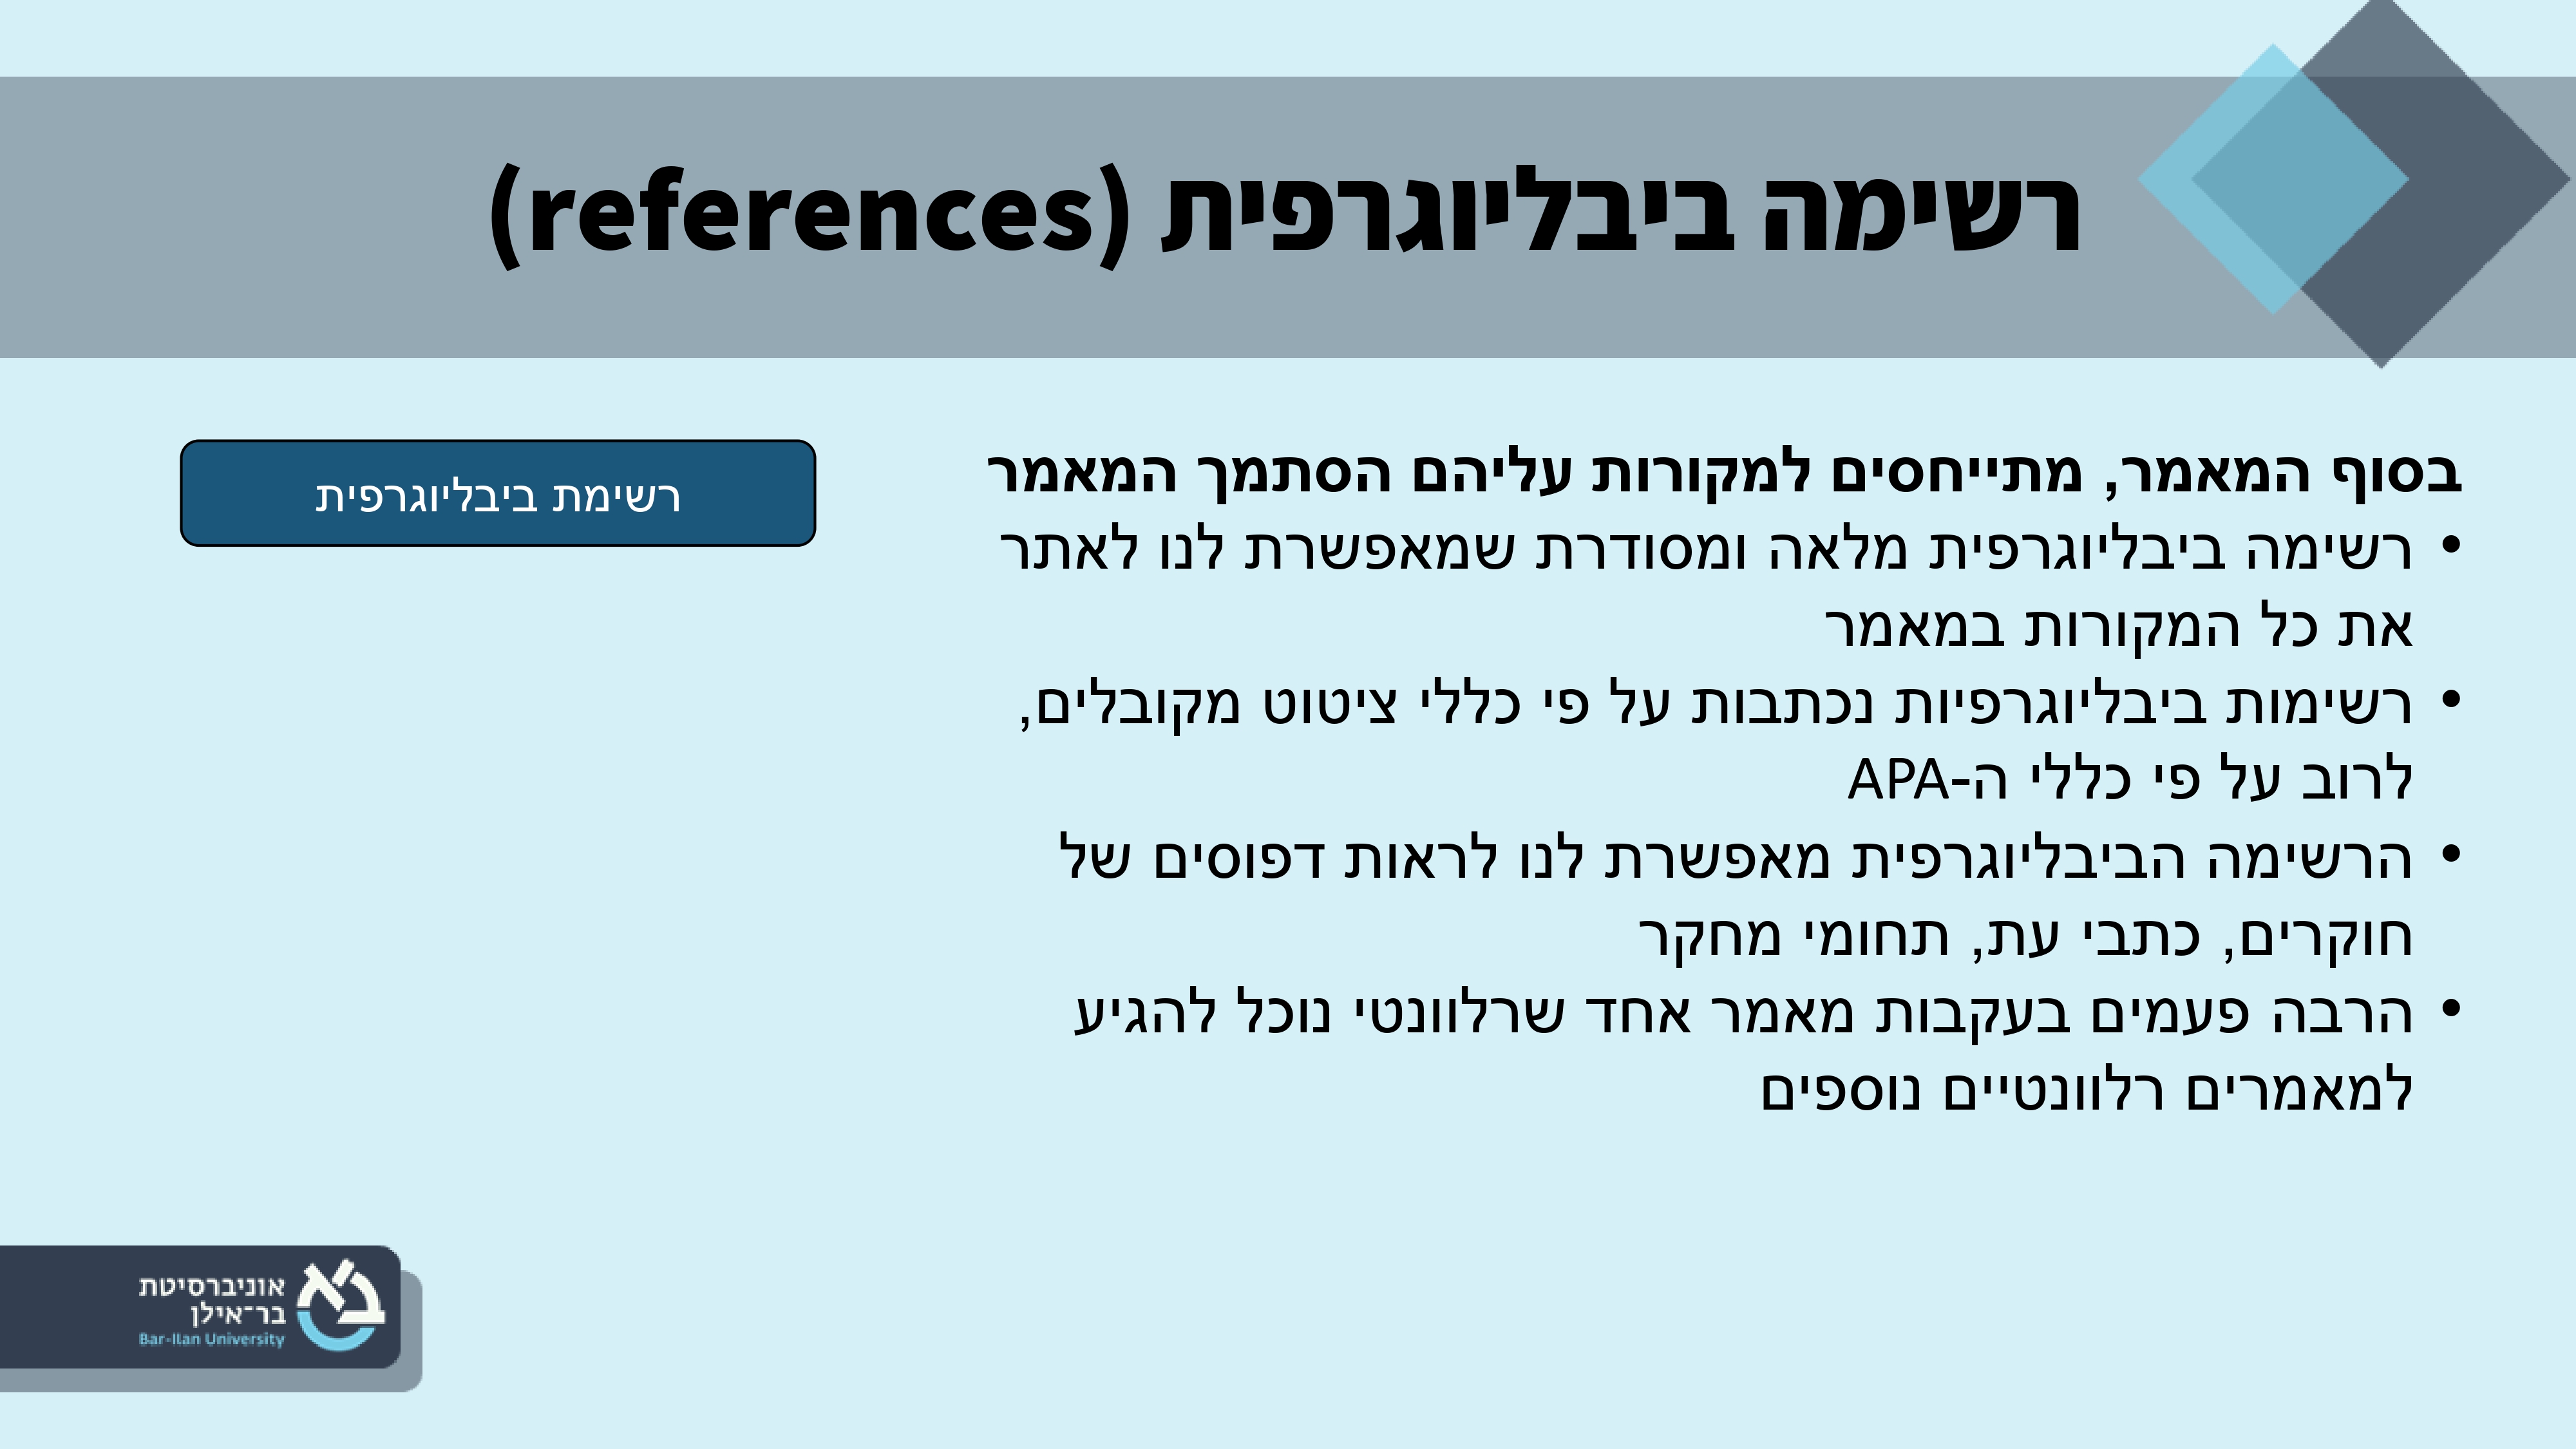 רשימה ביבליוגרפית (references)
בסוף המאמר, מתייחסים למקורות עליהם הסתמך המאמר
• רשימה ביבליוגרפית מלאה ומסודרת שמאפשרת לנו לאתר
את כל המקורות במאמר
• רשימות ביבליוגרפיות נכתבות על פי כללי ציטוט מקובלים,
לרוב על פי כללי ה-APA
• הרשימה הביבליוגרפית מאפשרת לנו לראות דפוסים של
חוקרים, כתבי עת, תחומי מחקר
• הרבה פעמים בעקבות מאמר אחד שרלוונטי נוכל להגיע
למאמרים רלוונטיים נוספים
רשימת ביבליוגרפית
אוניברסיטת
בר־אילן
Bar-Ilan University